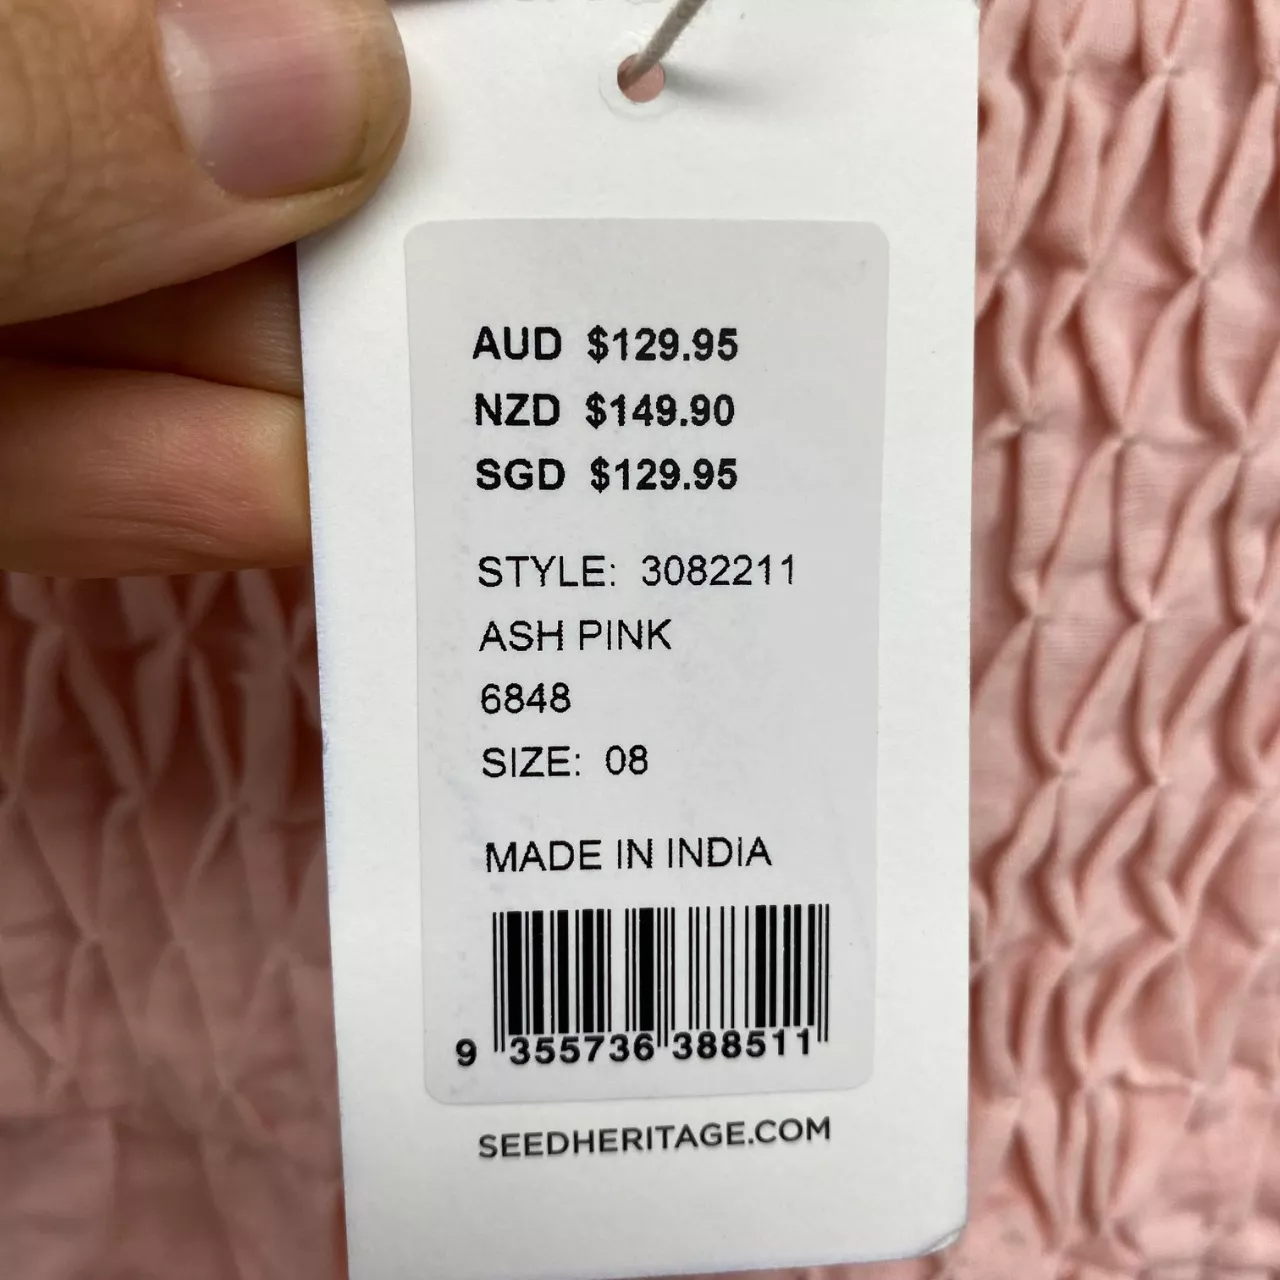 AUD $129.95
NZD $149.90
SGD $129.95
STYLE: 3082211
ASH PINK
6848
SIZE: 08
MADE IN INDIA
9 355736 388511
SEEDHERITAGE.COM